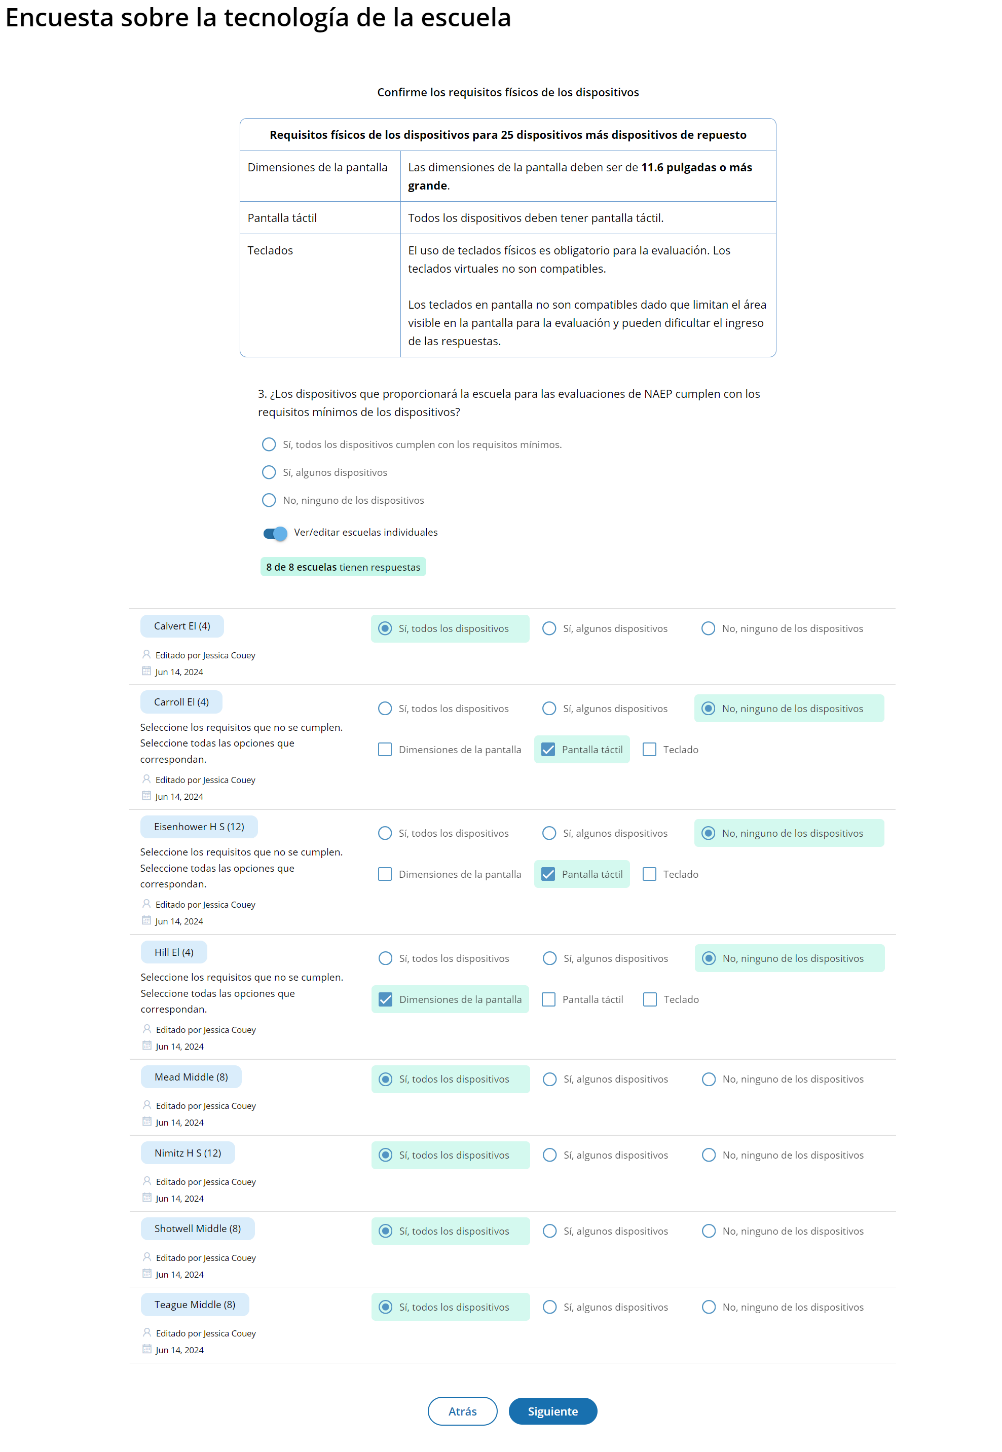 Encuesta sobre la tecnología de la escuela
Confirme los requisitos físicos de los dispositivos
Requisitos físicos de los dispositivos para 25 dispositivos más dispositivos de repuesto
Dimensiones de la pantalla
Las dimensiones de la pantalla deben ser de 11.6 pulgadas o más
grande.
Pantalla táctil
Todos los dispositivos deben tener pantalla táctil.
Teclados
El uso de teclados físicos es obligatorio para la evaluación. Los
teclados virtuales no son compatibles.
Los teclados en pantalla no son compatibles dado que limitan el área
visible en la pantalla para la evaluación y pueden dificultar el ingreso
de las respuestas.
3. ¿Los dispositivos que proporcionará la escuela para las evaluaciones de NAEP cumplen con los
requisitos mínimos de los dispositivos?
Sí, todos los dispositivos cumplen con los requisitos mínimos.
Sí, algunos dispositivos
No, ninguno de los dispositivos
Ver/editar escuelas individuales
8 de 8 escuelas tienen respuestas
Calvert El (4)
Sí, todos los dispositivos
Sí, algunos dispositivos
No, ninguno de los dispositivos
Editado por Jessica Couey
Jun 14, 2024
Carroll El (4)
Sí, todos los dispositivos
Sí, algunos dispositivos
No, ninguno de los dispositivos
Seleccione los requisitos que no se cumplen.
Seleccione todas las opciones que
correspondan.
Dimensiones de la pantalla
Pantalla táctil
Teclado
Editado por Jessica Couey
Jun 14, 2024
Eisenhower H S (12)
Sí, todos los dispositivos
Sí, algunos dispositivos
No, ninguno de los dispositivos
Seleccione los requisitos que no se cumplen.
Seleccione todas las opciones que
correspondan.
Dimensiones de la pantalla
Pantalla táctil
Teclado
Editado por Jessica Couey
Jun 14, 2024
Hill El (4)
Sí, todos los dispositivos
Sí, algunos dispositivos
No, ninguno de los dispositivos
Seleccione los requisitos que no se cumplen.
Seleccione todas las opciones que
correspondan.
Dimensiones de la pantalla
Pantalla táctil
Teclado
Editado por Jessica Couey
Jun 14, 2024
Mead Middle (8)
Sí, todos los dispositivos
Sí, algunos dispositivos
No, ninguno de los dispositivos
Editado por Jessica Couey
Jun 14, 2024
Nimitz H S (12)
Sí, todos los dispositivos
Sí, algunos dispositivos
No, ninguno de los dispositivos
Editado por Jessica Couey
Jun 14, 2024
Shotwell Middle (8)
Sí, todos los dispositivos
Sí, algunos dispositivos
No, ninguno de los dispositivos
Editado por Jessica Couey
Jun 14, 2024
Teague Middle (8)
Sí, todos los dispositivos
Sí, algunos dispositivos
No, ninguno de los dispositivos
Editado por Jessica Couey
Jun 14, 2024
Atrás
Siguiente